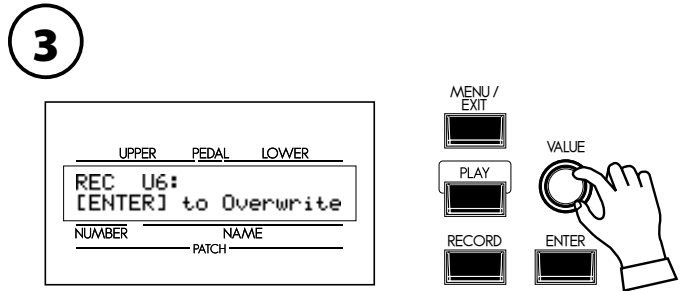 3
UPPER PEDAL LOWER
REC U6:
[ENTER] to Overwrite
NUMBER NAME
PATCH
MENU /
EXIT
VALUE
PLAY
RECORD ENTER